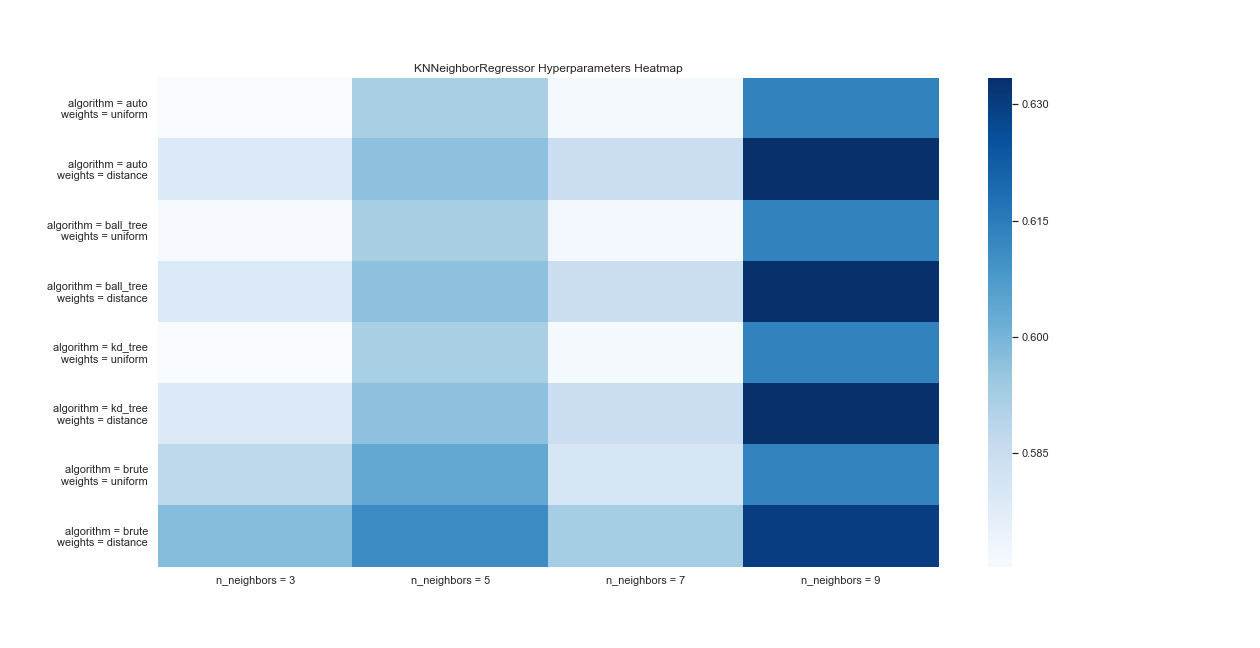 KNNeighborRegressor Hyperparameters Heatmap
algorithm = auto
weights = uniform
algorithm = auto
weights = distance
algorithm = ball_tree
weights = uniform
algorithm = ball_tree
weights = distance
algorithm = kd_tree
weights = uniform
algorithm = kd_tree
weights = distance
algorithm = brute
weights = uniform
algorithm = brute
weights = distance
n_neighbors = 3
n_neighbors = 5
n_neighbors = 7
n_neighbors = 9
0.630
0.615
0.600
0.585